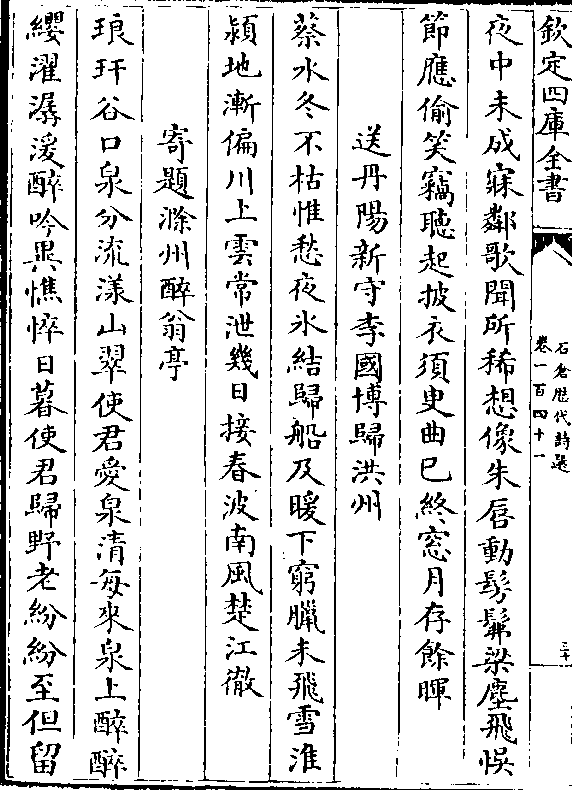 欽定四庫全書
石倉歷代詩選
卷一百四十一
三十
夜中未成寐鄰歌聞所稀想像朱唇動髣髴梁塵飛悞
節應偷笑竊聽起披衣須臾曲已終窓月存餘暉
送丹陽新守李國博歸洪州
蔡水冬不枯惟愁夜氷結歸船及暖下窮臘未飛雪淮
潁地漸偏川上雲常泄幾日接春波南風楚江徹
寄題滁州醉翁亭
琅玕谷口泉分流漾山翠使君愛泉清每來泉上醉醉
纓濯潺湲醉吟異憔悴日暮使君歸野老紛紛至但留